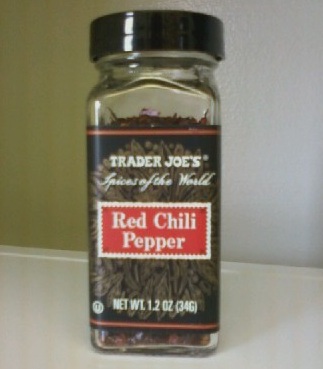 TRADER JOE'S®
Spices of the World
Red Chili
Pepper
NET WT. 1.2 OZ (34G)